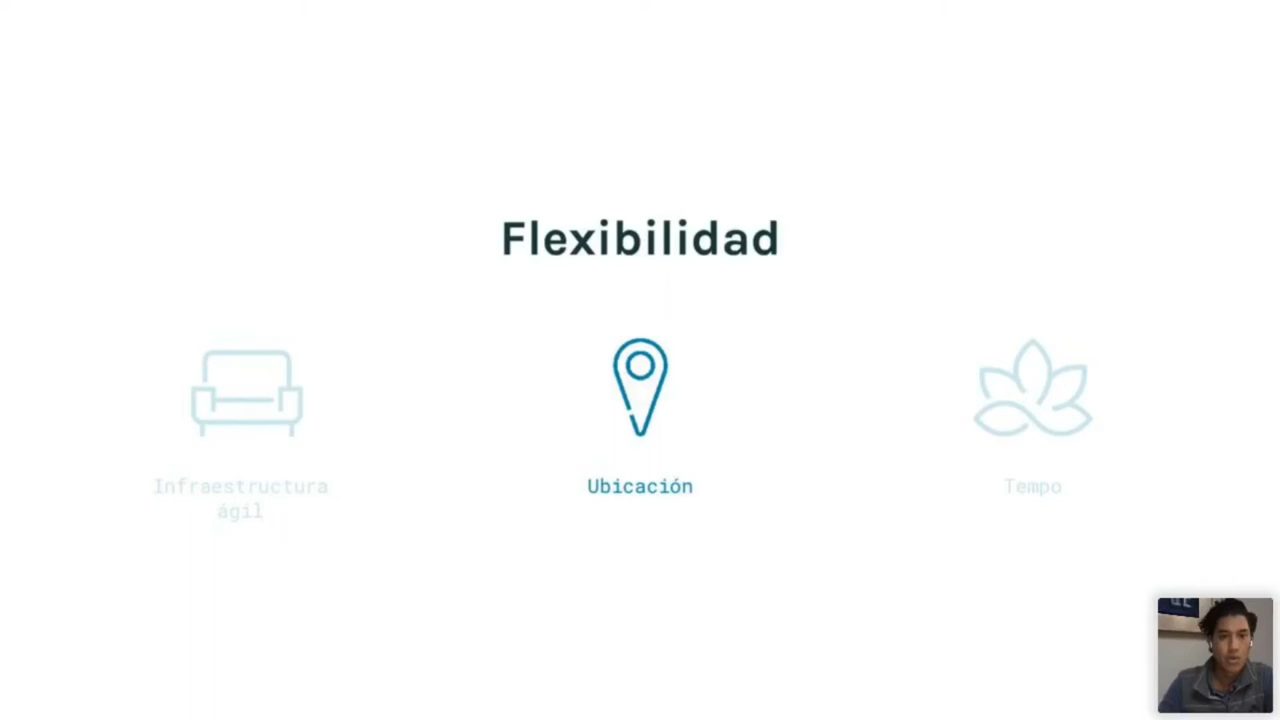 Flexibilidad
Infraestructura
ágil
Ubicación
Tempo